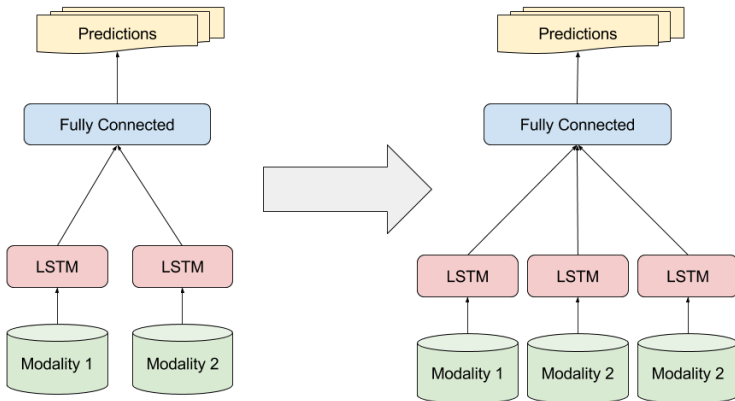 Predictions
Fully Connected
LSTM
LSTM
Modality 1
Modality 2
Predictions
Fully Connected
LSTM
LSTM
LSTM
Modality 1
Modality 2
Modality 2